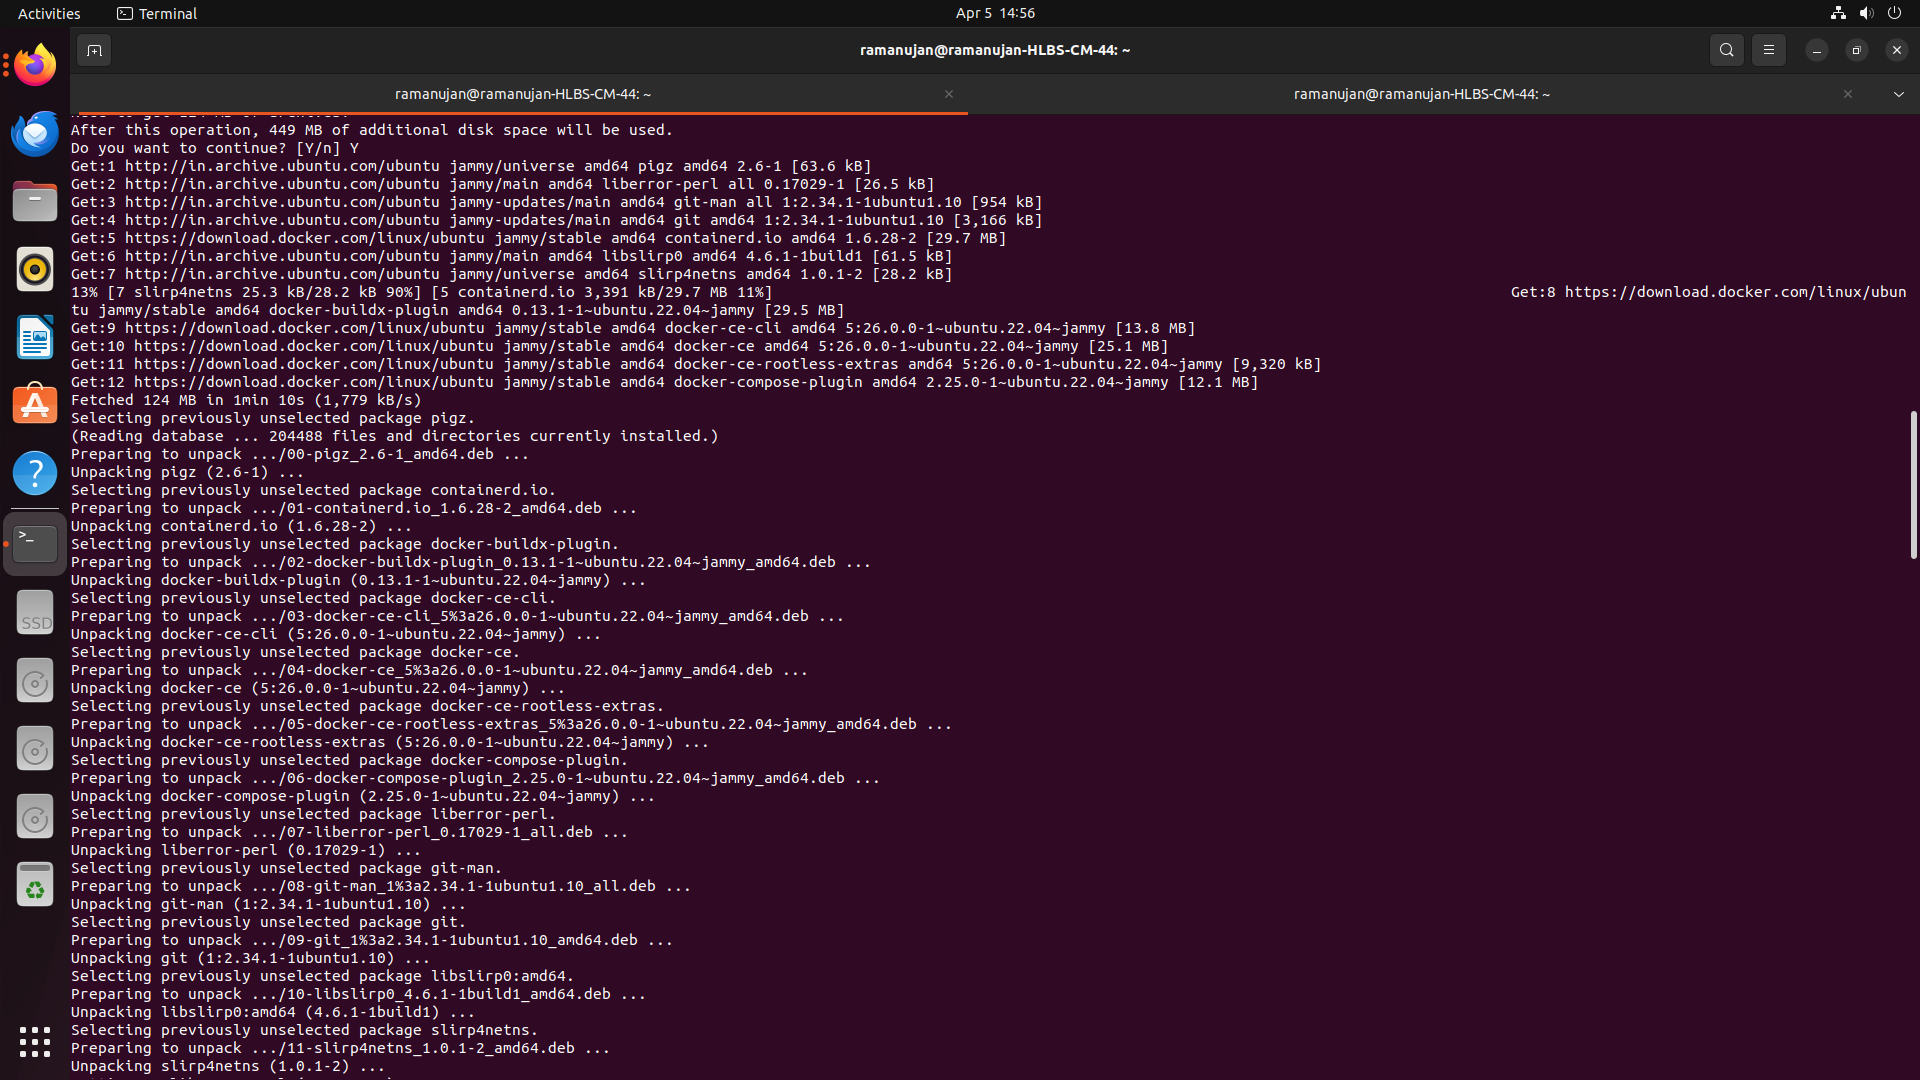 Activities
Terminal
Apr 5 14:56
ramanujan@ramanujan-HLBS-CM-44: ~
ramanujan@ramanujan-HLBS-CM-44: ~
ramanujan@ramanujan-HLBS-CM-44: ~
After this operation, 449 MB of additional disk space will be used.
Do you want to continue? [Y/n] Y
Get:1 http://in.archive.ubuntu.com/ubuntu jammy/universe amd64 pigz amd64 2.6-1 [63.6 kB]
Get:2 http://in.archive.ubuntu.com/ubuntu jammy/main amd64 liberror-perl all 0.17029-1 [26.5 kB]
Get:3 http://in.archive.ubuntu.com/ubuntu jammy-updates/main amd64 git-man all 1:2.34.1-1ubuntu1.10 [954 kB]
Get:4 http://in.archive.ubuntu.com/ubuntu jammy-updates/main amd64 git amd64 1:2.34.1-1ubuntu1.10 [3,166 kB]
Get:5 https://download.docker.com/linux/ubuntu jammy/stable amd64 containerd.io amd64 1.6.28-2 [29.7 MB]
Get:6 http://in.archive.ubuntu.com/ubuntu jammy/main amd64 libslirp0 amd64 4.6.1-1build1 [61.5 kB]
Get:7 http://in.archive.ubuntu.com/ubuntu jammy/universe amd64 slirp4netns amd64 1.0.1-2 [28.2 kB]
13% [7 slirp4netns 25.3 kB/28.2 kB 90%] [5 containerd.io 3,391 kB/29.7 MB 11%] Get:8 https://download.docker.com/linux/ubun
tu jammy/stable amd64 docker-buildx-plugin amd64 0.13.1-1~ubuntu.22.04~jammy [29.5 MB]
Get:9 https://download.docker.com/linux/ubuntu jammy/stable amd64 docker-ce-cli amd64 5:26.0.0-1~ubuntu.22.04~jammy [13.8 MB]
Get:10 https://download.docker.com/linux/ubuntu jammy/stable amd64 docker-ce amd64 5:26.0.0-1~ubuntu.22.04~jammy [25.1 MB]
Get:11 https://download.docker.com/linux/ubuntu jammy/stable amd64 docker-ce-rootless-extras amd64 5:26.0.0-1~ubuntu.22.04~jammy [9,320 kB]
Get:12 https://download.docker.com/linux/ubuntu jammy/stable amd64 docker-compose-plugin amd64 2.25.0-1~ubuntu.22.04~jammy [12.1 MB]
Fetched 124 MB in 1min 10s (1,779 kB/s)
Selecting previously unselected package pigz.
(Reading database ... 204488 files and directories currently installed.)
Preparing to unpack .../00-pigz_2.6-1_amd64.deb ...
Unpacking pigz (2.6-1) ...
Selecting previously unselected package containerd.io.
Preparing to unpack .../01-containerd.io_1.6.28-2_amd64.deb ...
Unpacking containerd.io (1.6.28-2) ...
Selecting previously unselected package docker-buildx-plugin.
Preparing to unpack .../02-docker-buildx-plugin_0.13.1-1~ubuntu.22.04~jammy_amd64.deb ...
Unpacking docker-buildx-plugin (0.13.1-1~ubuntu.22.04~jammy) ...
Selecting previously unselected package docker-ce-cli.
Preparing to unpack .../03-docker-ce-cli_5%3a26.0.0-1~ubuntu.22.04~jammy_amd64.deb ...
Unpacking docker-ce-cli (5:26.0.0-1~ubuntu.22.04~jammy) ...
Selecting previously unselected package docker-ce.
Preparing to unpack .../04-docker-ce_5%3a26.0.0-1~ubuntu.22.04~jammy_amd64.deb ...
Unpacking docker-ce (5:26.0.0-1~ubuntu.22.04~jammy) ...
Selecting previously unselected package docker-ce-rootless-extras.
Preparing to unpack .../05-docker-ce-rootless-extras_5%3a26.0.0-1~ubuntu.22.04~jammy_amd64.deb ...
Unpacking docker-ce-rootless-extras (5:26.0.0-1~ubuntu.22.04~jammy) ...
Selecting previously unselected package docker-compose-plugin.
Preparing to unpack .../06-docker-compose-plugin_2.25.0-1~ubuntu.22.04~jammy_amd64.deb ...
Unpacking docker-compose-plugin (2.25.0-1~ubuntu.22.04~jammy) ...
Selecting previously unselected package liberror-perl.
Preparing to unpack .../07-liberror-perl_0.17029-1_all.deb ...
Unpacking liberror-perl (0.17029-1) ...
Selecting previously unselected package git-man.
Preparing to unpack .../08-git-man_1%3a2.34.1-1ubuntu1.10_all.deb ...
Unpacking git-man (1:2.34.1-1ubuntu1.10) ...
Selecting previously unselected package git.
Preparing to unpack .../09-git_1%3a2.34.1-1ubuntu1.10_amd64.deb ...
Unpacking git (1:2.34.1-1ubuntu1.10) ...
Selecting previously unselected package libslirp0:amd64.
Preparing to unpack .../10-libslirp0_4.6.1-1build1_amd64.deb ...
Unpacking libslirp0:amd64 (4.6.1-1build1) ...
Selecting previously unselected package slirp4netns.
Preparing to unpack .../11-slirp4netns_1.0.1-2_amd64.deb ...
Unpacking slirp4netns (1.0.1-2) ...
SSD